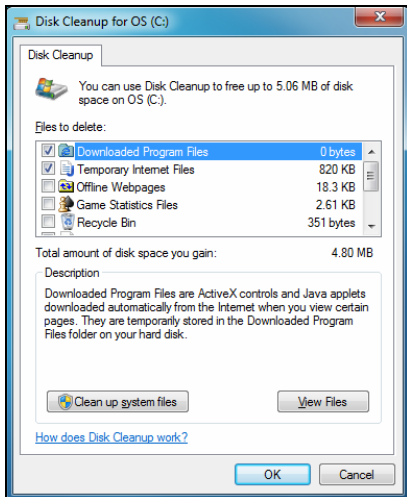 Disk Cleanup for OS (C:)
Disk Cleanup
You can use Disk Cleanup to free up to 5.06 MB of disk
space on OS (C:).
Files to delete:
Downloaded Program Files 0 bytes
Temporary Internet Files 820 KB
Offline Webpages 18.3 KB
Game Statistics Files 2.61 KB
Recycle Bin 351 bytes
Total amount of disk space you gain: 4.80 MB
Description
Downloaded Program Files are ActiveX controls and Java applets
downloaded automatically from the Internet when you view certain
pages. They are temporarily stored in the Downloaded Program
Files folder on your hard disk.
Clean up system files View Files
How does Disk Cleanup work?
OK Cancel